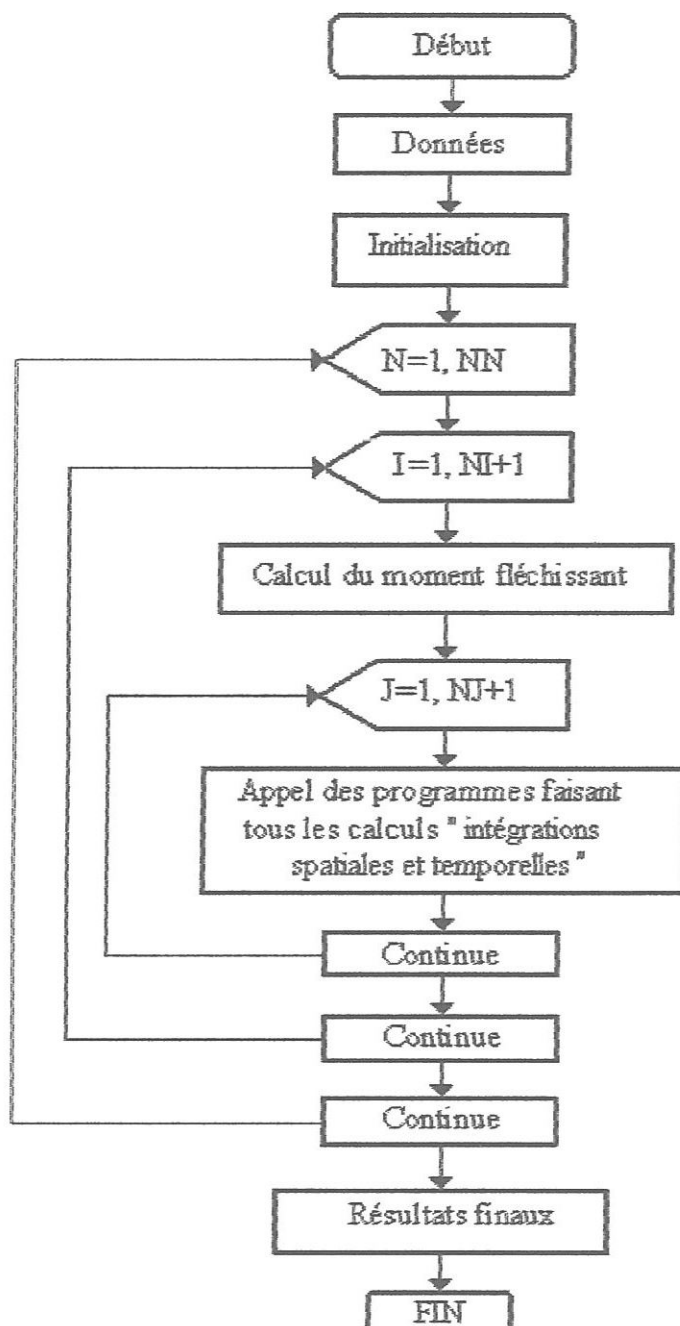 Début
Données
Initialisation
N=1, NN
I=1, NI+1
Calcul du moment fléchissant
J=1, NJ+1
Appel des programmes faisant
tous les calculs " intégrations
spatiales et temporelles "
Continue
Continue
Continue
Résultats finaux
FIN